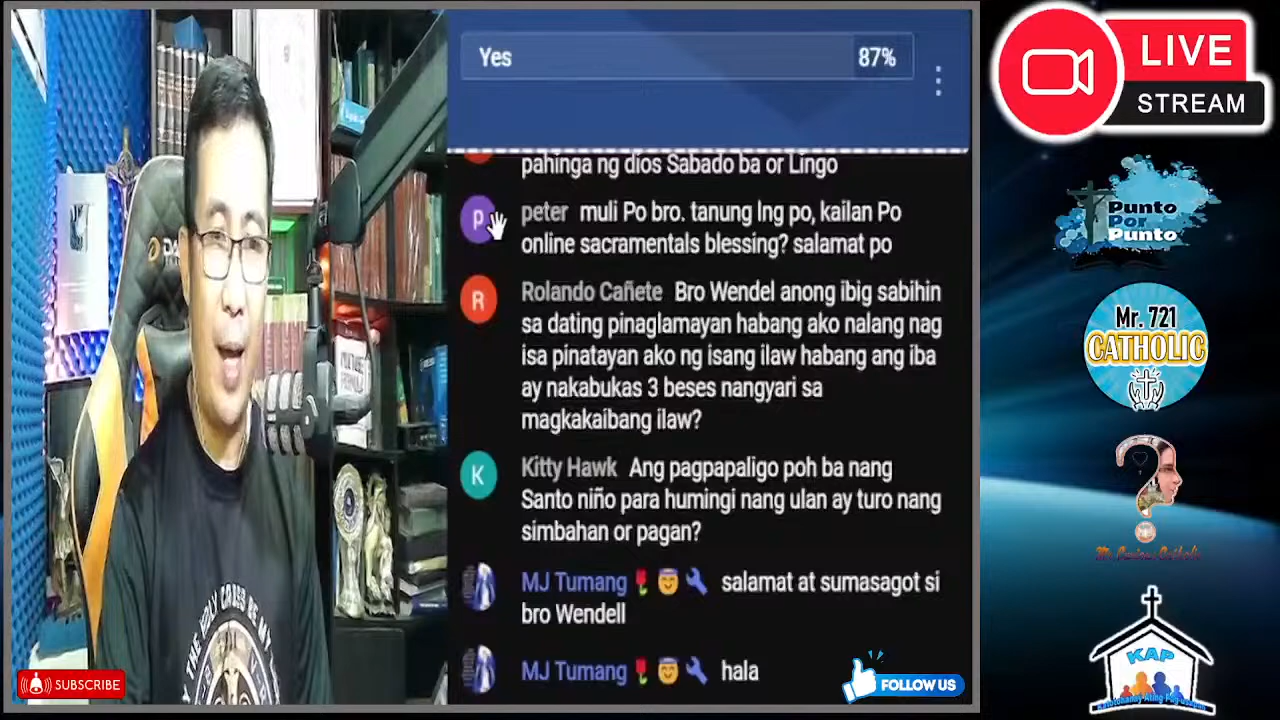 Yes 87%
pahinga ng dios Sabado ba or Lingo
peter muli Po bro. tanung lng po, kailan Po
online sacramentals blessing? salamat po
Rolando Cañete Bro Wendel anong ibig sabihin
sa dating pinaglamayan habang ako nalang nag
isa pinatayan ako ng isang ilaw habang ang iba
ay nakabukas 3 beses nangyari sa
magkakaibang ilaw?
Kitty Hawk Ang pagpapaligo poh ba nang
Santo niño para humingi nang ulan ay turo nang
simbahan or pagan?
MJ Tumang salamat at sumasagot si
bro Wendell
MJ Tumang hala
P
R
K
SUBSCRIBE
FOLLOW US
LIVE
STREAM
Punto
Por
Punto
Mr. 721
CATHOLIC
Mr Curious Catholic
KAP